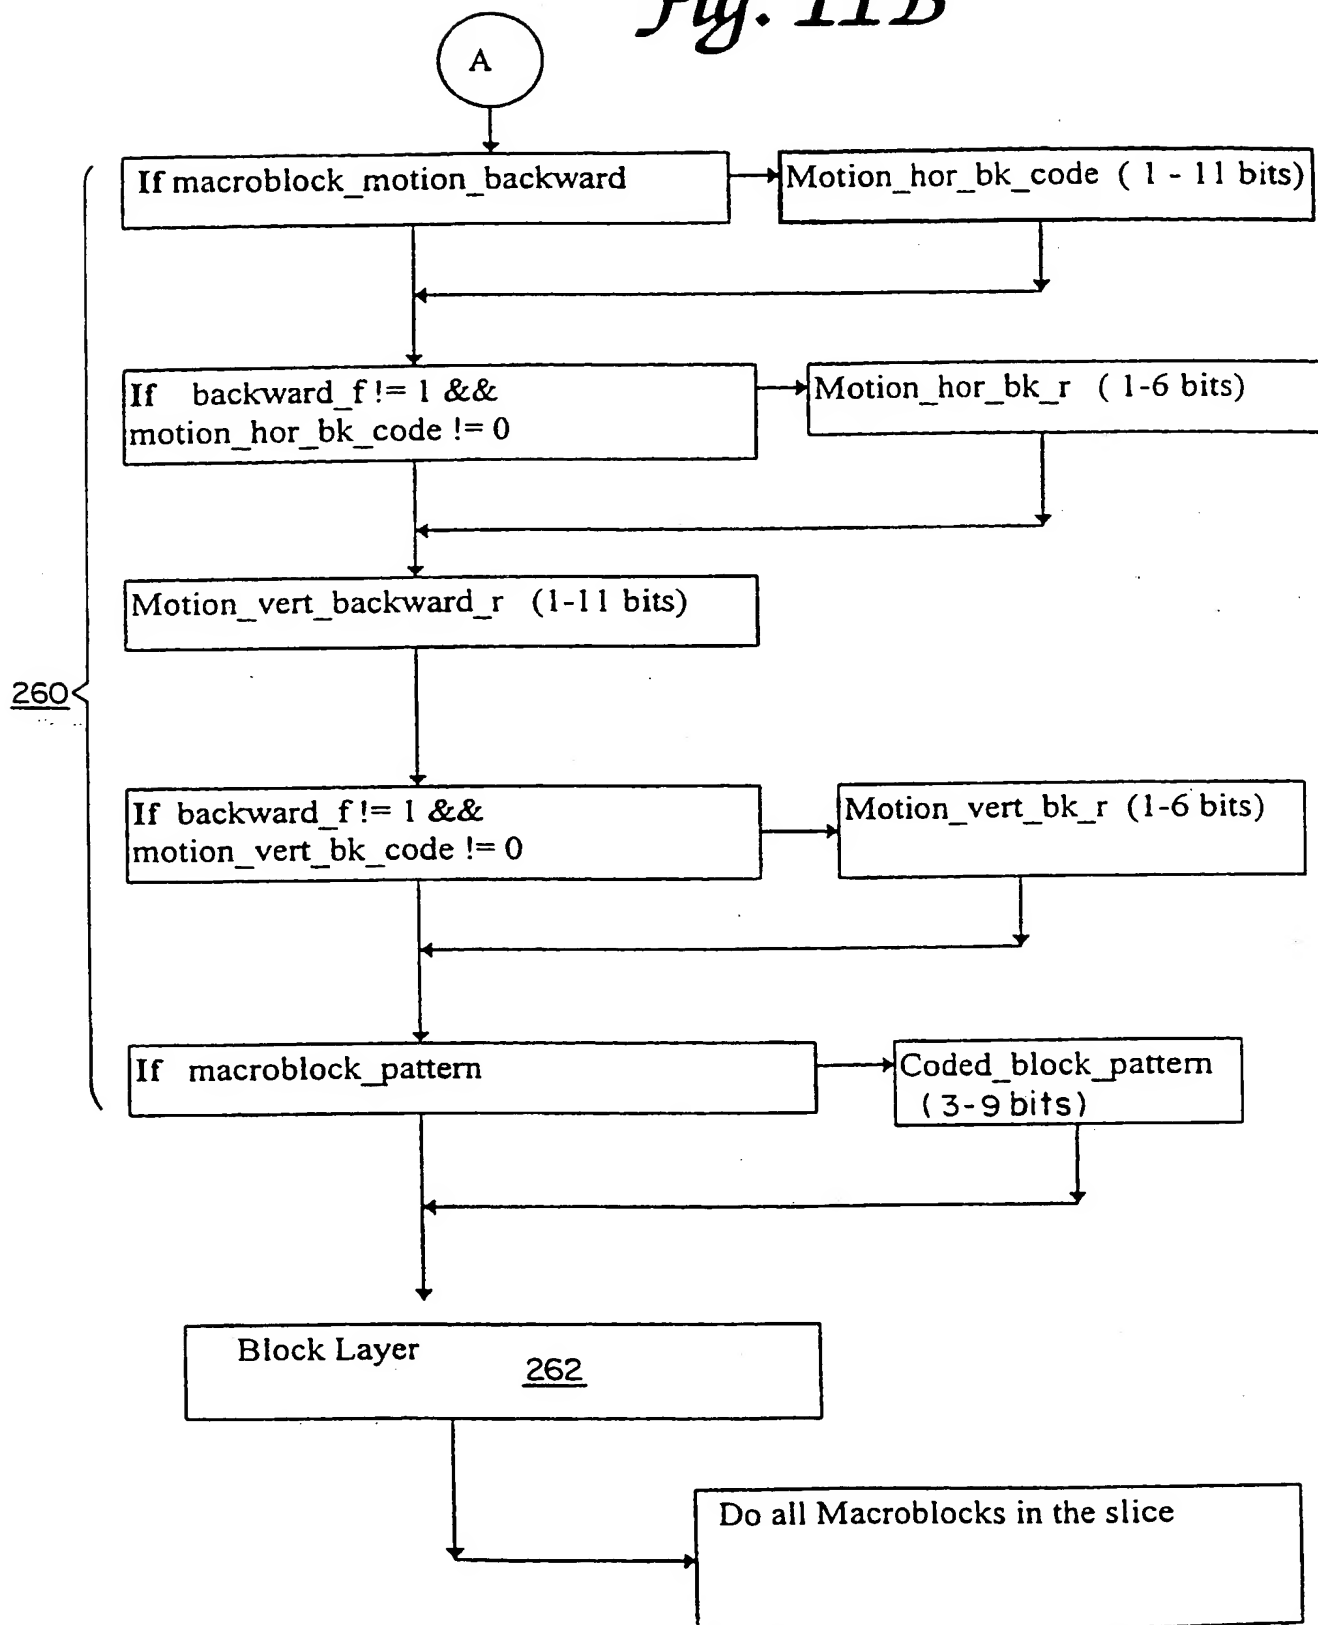 Fig. 11B
A
If macroblock_motion_backward
Motion_hor_bk_code ( 1 - 11 bits)
If backward_f != 1 &&
motion_hor_bk_code != 0
Motion_hor_bk_r ( 1-6 bits)
Motion_vert_backward_r (1-11 bits)
260
If backward_f != 1 &&
motion_vert_bk_code != 0
Motion_vert_bk_r (1-6 bits)
If macroblock_pattern
Coded_block_pattern
( 3-9 bits)
Block Layer
262
Do all Macroblocks in the slice